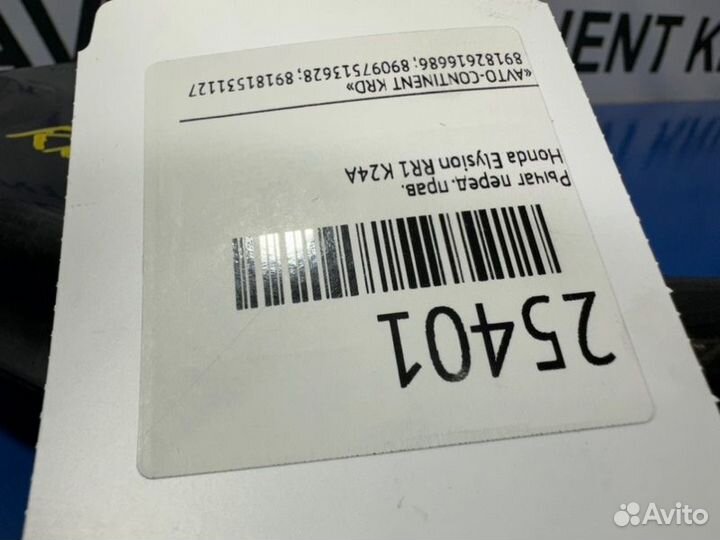 25401
Рычаг перед. прав.
Honda Elysion RR1 K24A
«AVTO-CONTINENT KRD»
89182616686; 89097513628; 89181531127
Avito